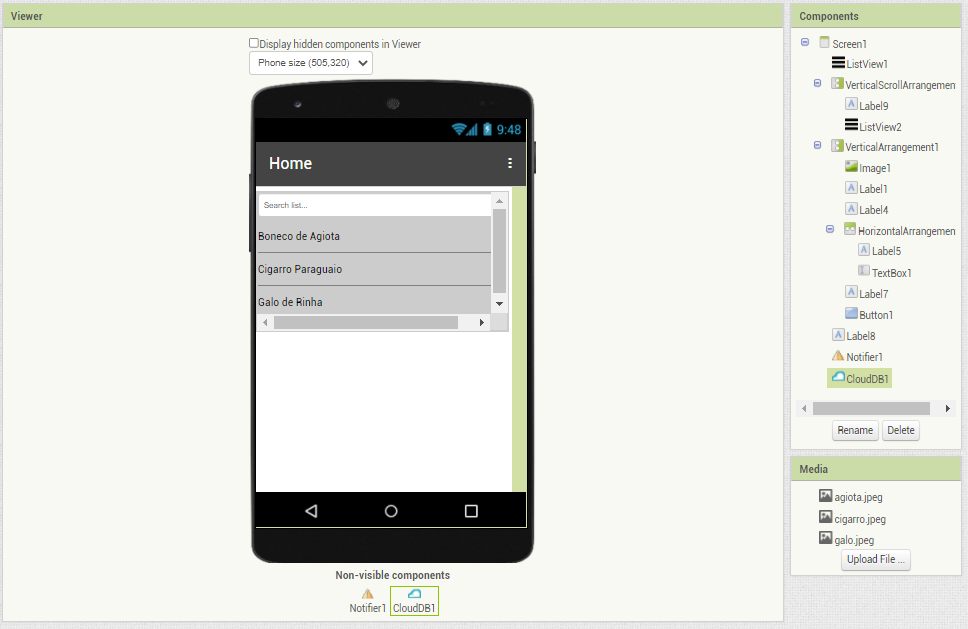 Viewer
Display hidden components in Viewer
Phone size (505,320)
9:48
Home
Search list...
Boneco de Agiota
Cigarro Paraguaio
Galo de Rinha
Non-visible components
Notifier1
CloudDB1
Components
Screen1
ListView1
VerticalScrollArrangemen
Label9
ListView2
VerticalArrangement1
Image1
Label1
Label4
HorizontalArrangemen
Label5
TextBox1
Label7
Button1
Label8
Notifier1
CloudDB1
Rename
Delete
Media
agiota.jpeg
cigarro.jpeg
galo.jpeg
Upload File ...